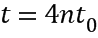 t = 4nt₀